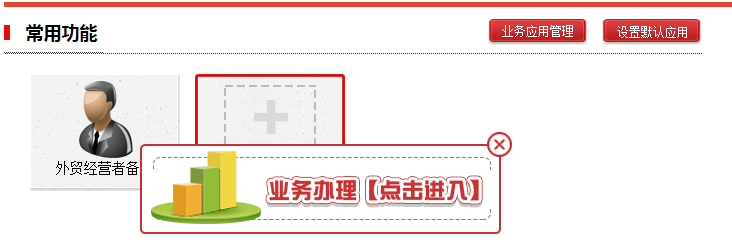 常用功能
业务应用管理
设置默认应用
外贸经营者备
业务办理【点击进入】